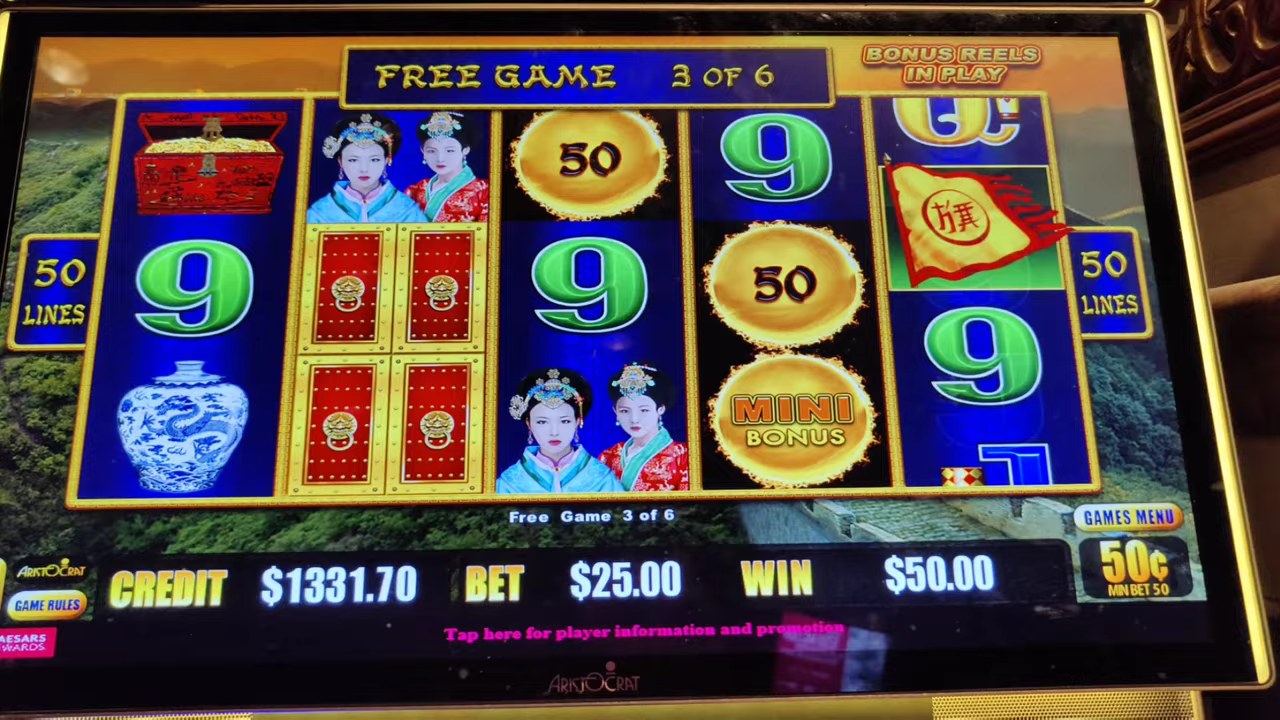 FREE GAME 3 OF 6
BONUS REELS
IN PLAY
50
9
Q
旗
50
LINES
9
9
50
50
LINES
MINI
BONUS
9
J
Free Game 3 of 6
GAMES MENU
ARISTOCRAT
GAME RULES
CREDIT $1331.70 BET $25.00 WIN $50.00
50¢
MIN BET 50
Tap here for player information and promotion
ARISTOCRAT